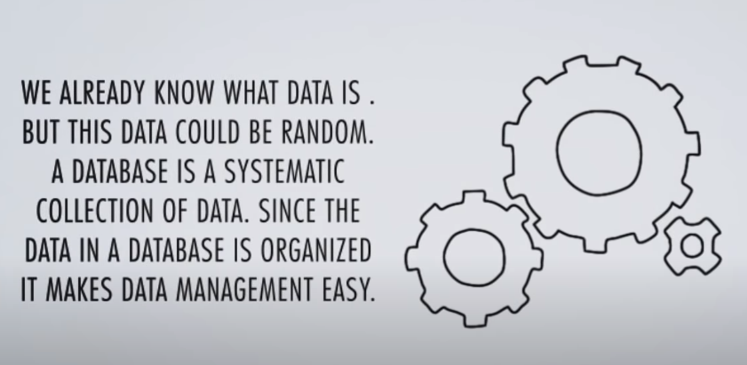 WE ALREADY KNOW WHAT DATA IS .
BUT THIS DATA COULD BE RANDOM.
A DATABASE IS A SYSTEMATIC
COLLECTION OF DATA. SINCE THE
DATA IN A DATABASE IS ORGANIZED
IT MAKES DATA MANAGEMENT EASY.